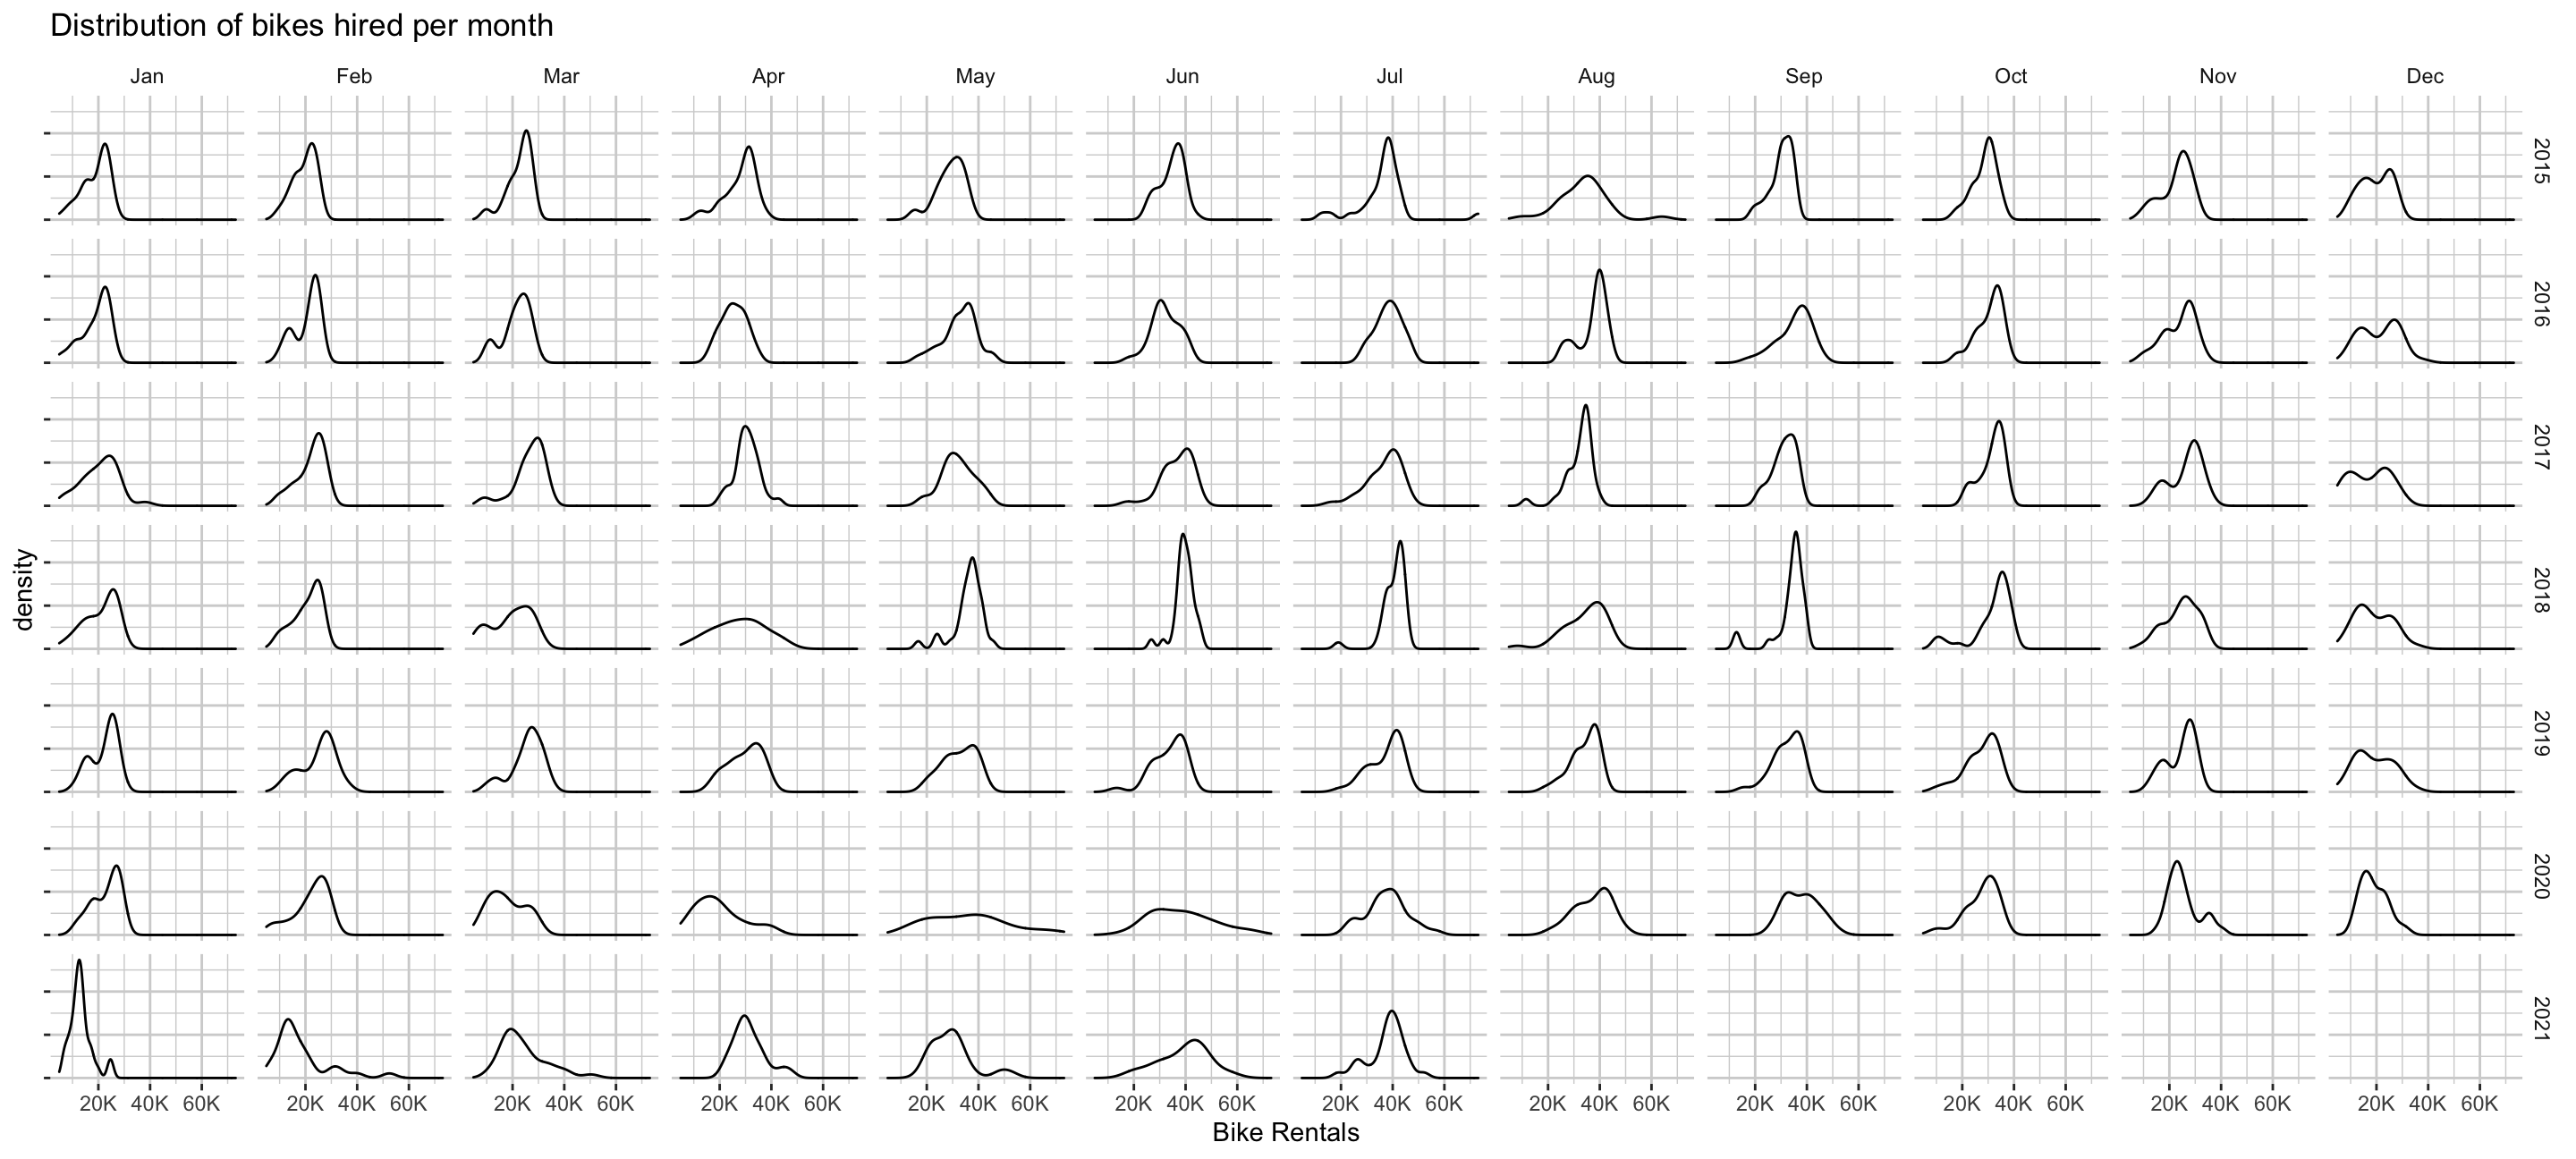 Distribution of bikes hired per month
Jan Feb Mar Apr May Jun Jul Aug Sep Oct Nov Dec
2015
2016
2017
2018
density
2019
2020
2021
20K 40K 60K 20K 40K 60K 20K 40K 60K 20K 40K 60K 20K 40K 60K 20K 40K 60K 20K 40K 60K 20K 40K 60K 20K 40K 60K 20K 40K 60K 20K 40K 60K 20K 40K 60K
Bike Rentals